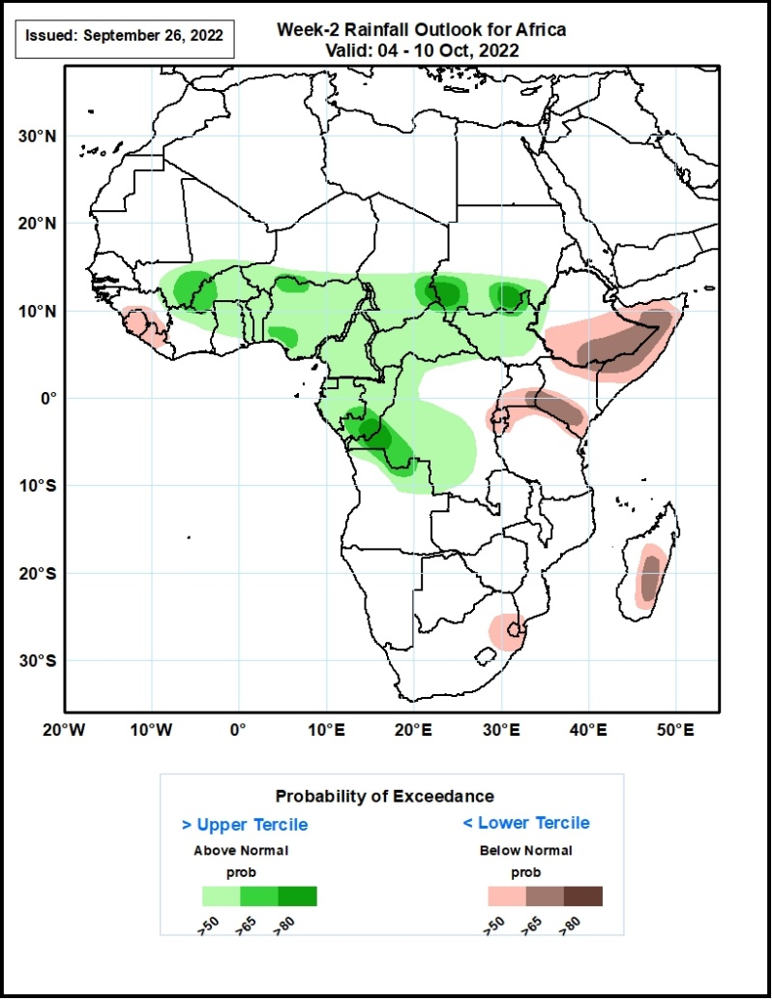 Issued: September 26, 2022
Week-2 Rainfall Outlook for Africa
Valid: 04 - 10 Oct, 2022
30°N
20°N
10°N
0°
10°S
20°S
30°S
20°W 10°W 0° 10°E 20°E 30°E 40°E 50°E
Probability of Exceedance
> Upper Tercile < Lower Tercile
Above Normal Below Normal
prob prob
>50 >65 >80 >50 >65 >80